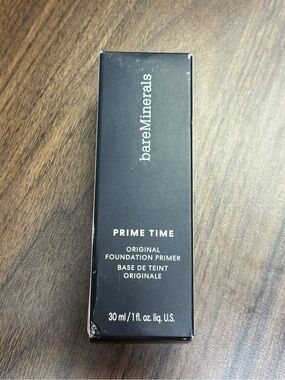 bareMinerals
PRIME TIME
ORIGINAL
FOUNDATION PRIMER
BASE DE TEINT
ORIGINALE
30 ml / 1 fl. oz. liq. U.S.